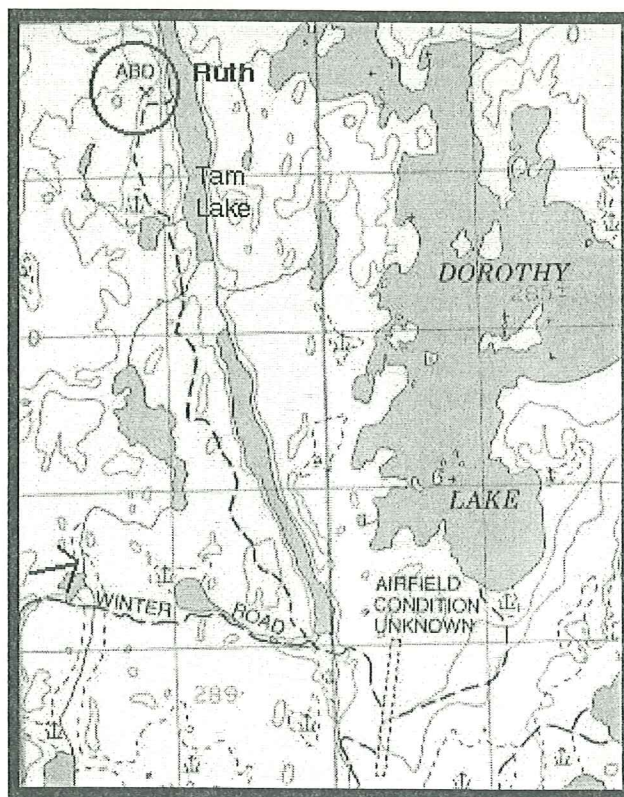 ABD
Ruth
Tam
Lake
DOROTHY
LAKE
AIRFIELD
CONDITION
UNKNOWN
WINTER
ROAD
289